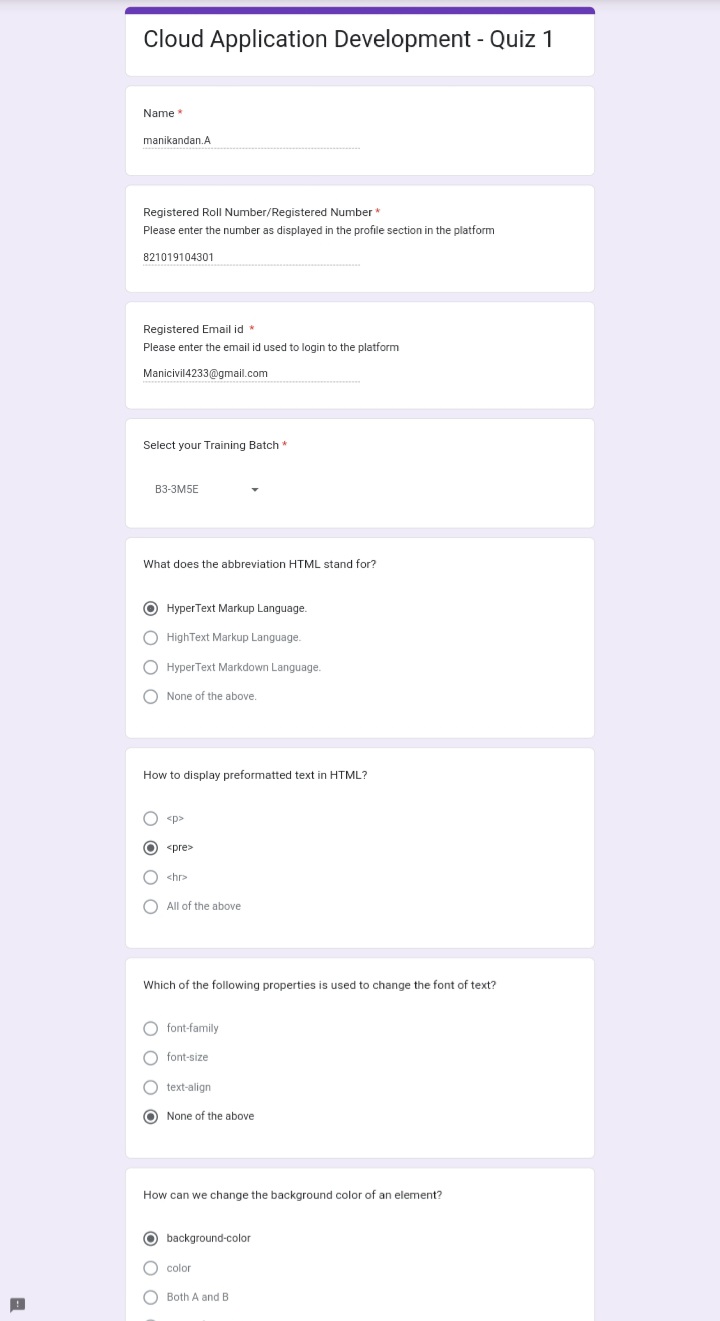 Cloud Application Development - Quiz 1
Name *
manikandan.A
Registered Roll Number/Registered Number *
Please enter the number as displayed in the profile section in the platform
821019104301
Registered Email id *
Please enter the email id used to login to the platform
Manicivil4233@gmail.com
Select your Training Batch *
B3-3M5E
What does the abbreviation HTML stand for?
HyperText Markup Language.
HighText Markup Language.
HyperText Markdown Language.
None of the above.
How to display preformatted text in HTML?
<p>
<pre>
<hr>
All of the above
Which of the following properties is used to change the font of text?
font-family
font-size
text-align
None of the above
How can we change the background color of an element?
background-color
color
Both A and B